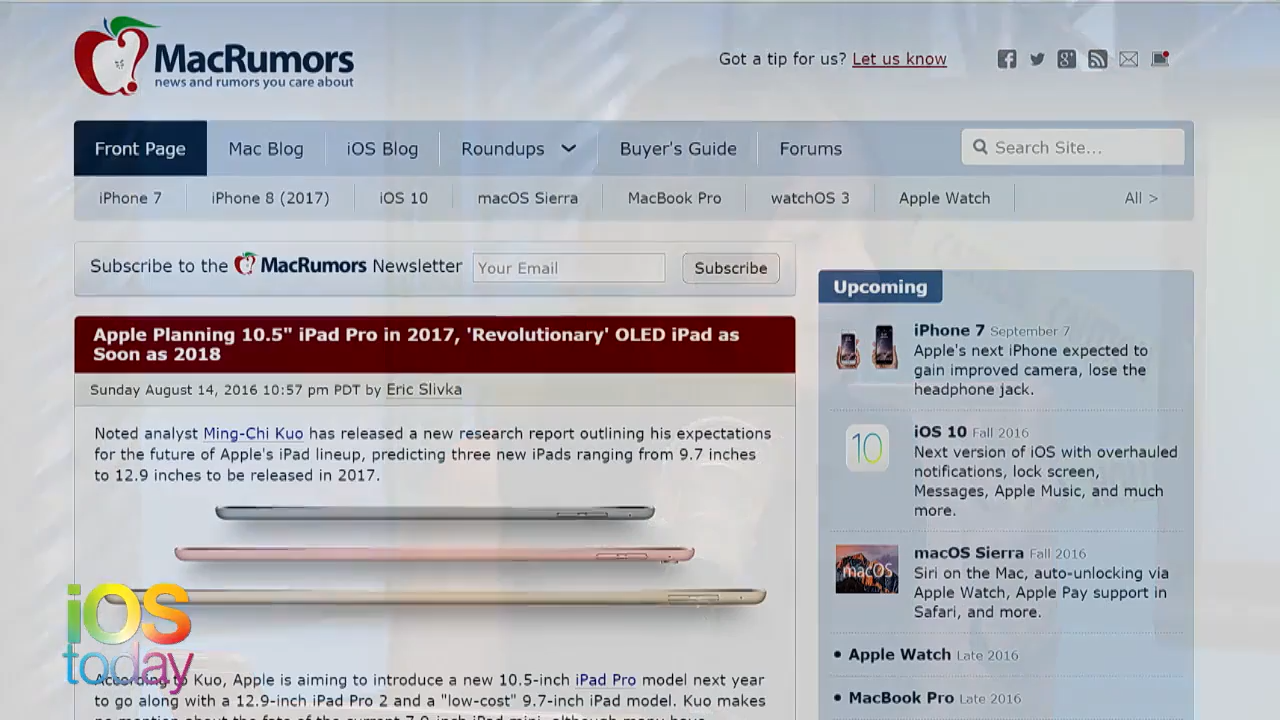 MacRumors
news and rumors you care about
Got a tip for us? Let us know
Front Page Mac Blog iOS Blog Roundups Buyer's Guide Forums Search Site...
iPhone 7 iPhone 8 (2017) iOS 10 macOS Sierra MacBook Pro watchOS 3 Apple Watch All >
Subscribe to the MacRumors Newsletter Your Email Subscribe
Apple Planning 10.5" iPad Pro in 2017, 'Revolutionary' OLED iPad as
Soon as 2018
Sunday August 14, 2016 10:57 pm PDT by Eric Slivka
Noted analyst Ming-Chi Kuo has released a new research report outlining his expectations
for the future of Apple's iPad lineup, predicting three new iPads ranging from 9.7 inches
to 12.9 inches to be released in 2017.
According to Kuo, Apple is aiming to introduce a new 10.5-inch iPad Pro model next year
to go along with a 12.9-inch iPad Pro 2 and a "low-cost" 9.7-inch iPad model. Kuo makes
Upcoming
iPhone 7 September 7
Apple's next iPhone expected to
gain improved camera, lose the
headphone jack.
10
iOS 10 Fall 2016
Next version of iOS with overhauled
notifications, lock screen,
Messages, Apple Music, and much
more.
macOS
macOS Sierra Fall 2016
Siri on the Mac, auto-unlocking via
Apple Watch, Apple Pay support in
Safari, and more.
Apple Watch Late 2016
MacBook Pro Late 2016
iOS
today